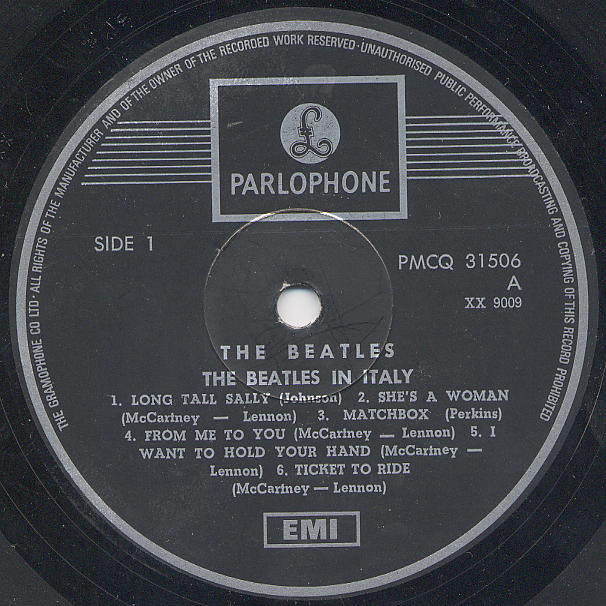 THE GRAMOPHONE CO LTD · ALL RIGHTS OF THE MANUFACTURER AND OF THE OWNER OF THE RECORDED WORK RESERVED · UNAUTHORISED PUBLIC PERFORMANCE BROADCASTING AND COPYING OF THIS RECORD PROHIBITED
£
PARLOPHONE
SIDE 1
PMCQ 31506
A
XX 9009
THE BEATLES
THE BEATLES IN ITALY
1. LONG TALL SALLY (Johnson) 2. SHE'S A WOMAN
(McCartney — Lennon) 3. MATCHBOX (Perkins)
4. FROM ME TO YOU (McCartney — Lennon) 5. I
WANT TO HOLD YOUR HAND (McCartney —
Lennon) 6. TICKET TO RIDE
(McCartney — Lennon)
EMI